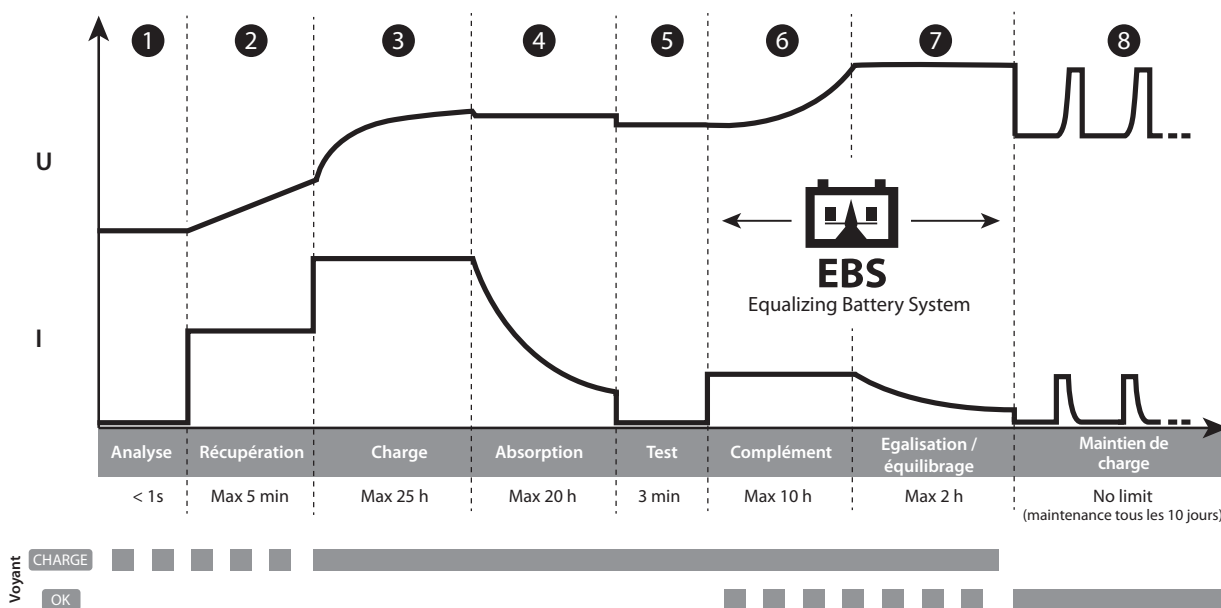 1 2 3 4 5 6 7 8
U
EBS
Equalizing Battery System
I
Analyse Récupération Charge Absorption Test Complément Egalisation / équilibrage Maintien de charge
< 1s Max 5 min Max 25 h Max 20 h 3 min Max 10 h Max 2 h No limit
(maintenance tous les 10 jours)
Voyant
CHARGE
OK